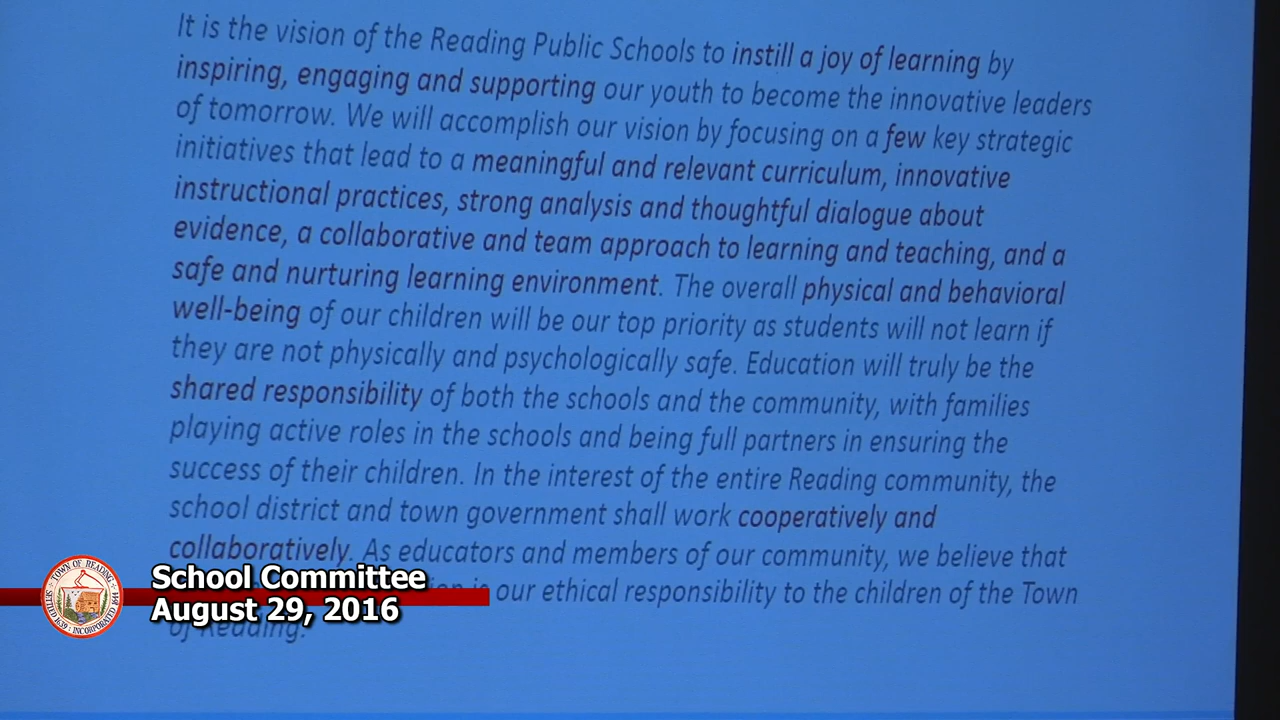 It is the vision of the Reading Public Schools to instill a joy of learning by
inspiring, engaging and supporting our youth to become the innovative leaders
of tomorrow. We will accomplish our vision by focusing on a few key strategic
initiatives that lead to a meaningful and relevant curriculum, innovative
instructional practices, strong analysis and thoughtful dialogue about
evidence, a collaborative and team approach to learning and teaching, and a
safe and nurturing learning environment. The overall physical and behavioral
well-being of our children will be our top priority as students will not learn if
they are not physically and psychologically safe. Education will truly be the
shared responsibility of both the schools and the community, with families
playing active roles in the schools and being full partners in ensuring the
success of their children. In the interest of the entire Reading community, the
school district and town government shall work cooperatively and
collaboratively. As educators and members of our community, we believe that
is our ethical responsibility to the children of the Town
of Reading.
School Committee
August 29, 2016
TOWN OF READING
SETTLED 1639 INCORPORATED 1644